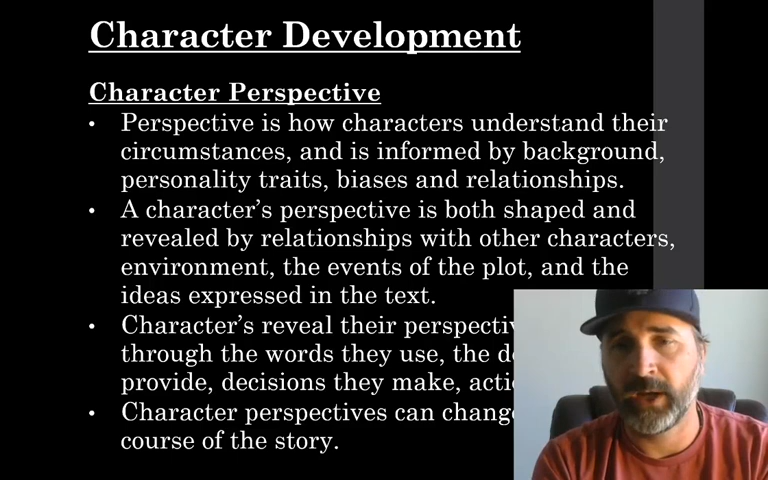 Character Development
Character Perspective
• Perspective is how characters understand their
circumstances, and is informed by background,
personality traits, biases and relationships.
• A character's perspective is both shaped and
revealed by relationships with other characters,
environment, the events of the plot, and the
ideas expressed in the text.
• Character's reveal their
through the words they use, the
provide, decisions they make,
• Character perspectives can
course of the story.